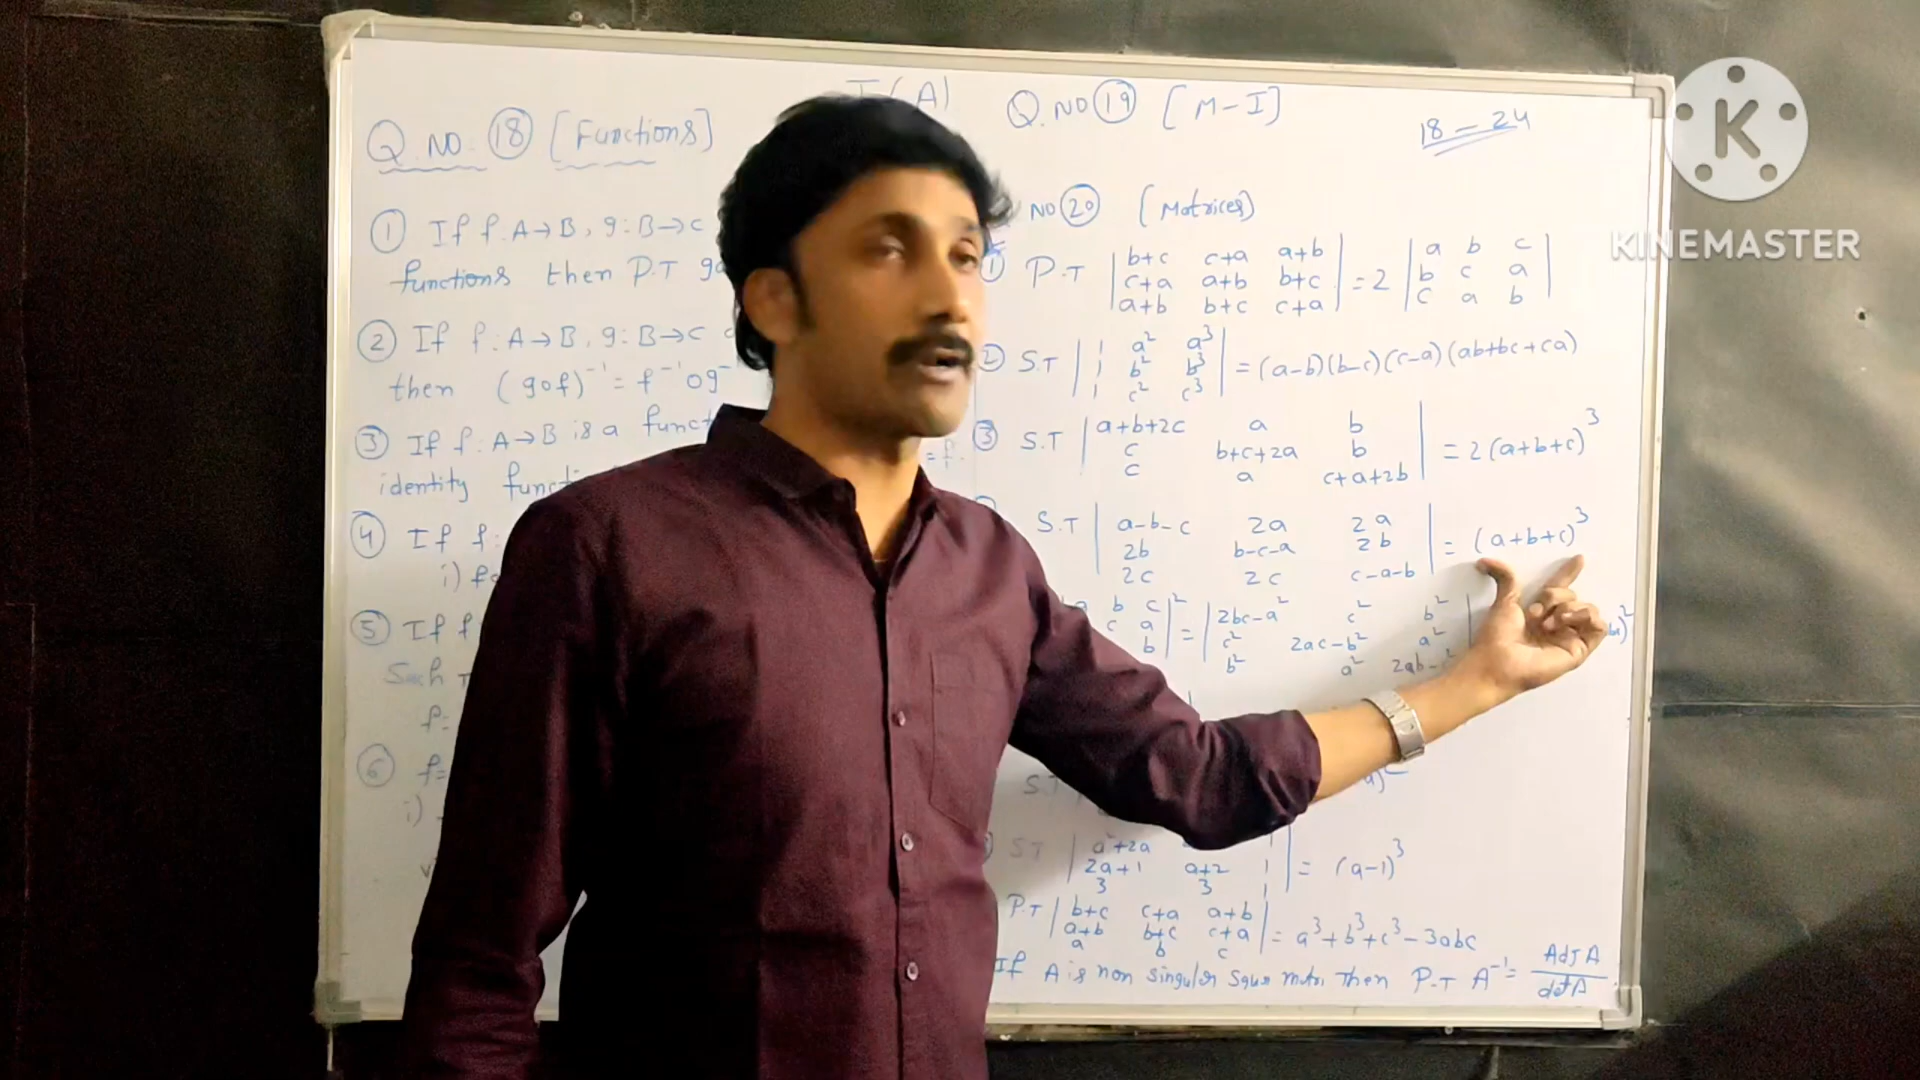 I (A)
Q. NO. 18 [Functions]
1 If f: A→B, g: B→C
functions then P.T
2 If f: A→B, g: B→C
then (gof)⁻¹ = f⁻¹og⁻
3 If f: A→B is a funct
identity
4 If f:
i)
5 If f
Such
f=
6 f=
i)
Q. NO 19 [M-I]
18 - 24
NO 20 (Matrices)
1 P.T | b+c c+a a+b | = 2 | a b c |
| c+a a+b b+c | | b c a |
| a+b b+c c+a | | c a b |
2 S.T | 1 a² a³ | = (a-b)(b-c)(c-a)(ab+bc+ca)
| 1 b² b³ |
| 1 c² c³ |
3 S.T | a+b+2c a b | = 2(a+b+c)³
| c b+c+2a b |
| c a c+a+2b |
S.T | a-b-c 2a 2a | = (a+b+c)³
| 2b b-c-a 2b |
| 2c 2c c-a-b |
b c |² = | 2bc-a² c² b² |
c a | | c² 2ac-b² a² |
b | | b² a² 2ab-c² |
S.T
S.T | a²+2a 1 | = (a-1)³
| 2a+1 a+2 1 |
| 3 3 1 |
P.T | b+c c+a a+b | = a³+b³+c³-3abc
| a+b b+c c+a |
| a b c |
If A is non singular Squr Then P.T A⁻¹ = Adj A / det A
KINEMASTER